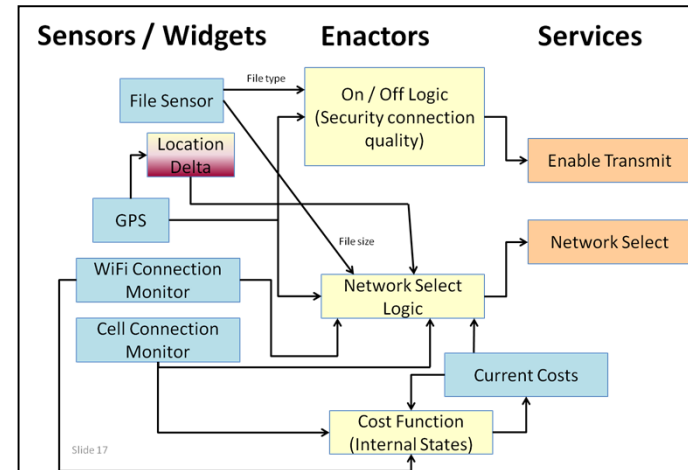 Sensors / Widgets
Enactors
Services
File type
File Sensor
On / Off Logic
(Security connection
quality)
Location
Delta
Enable Transmit
GPS
File size
Network Select
WiFi Connection
Monitor
Network Select
Logic
Cell Connection
Monitor
Current Costs
Cost Function
(Internal States)
Slide 17